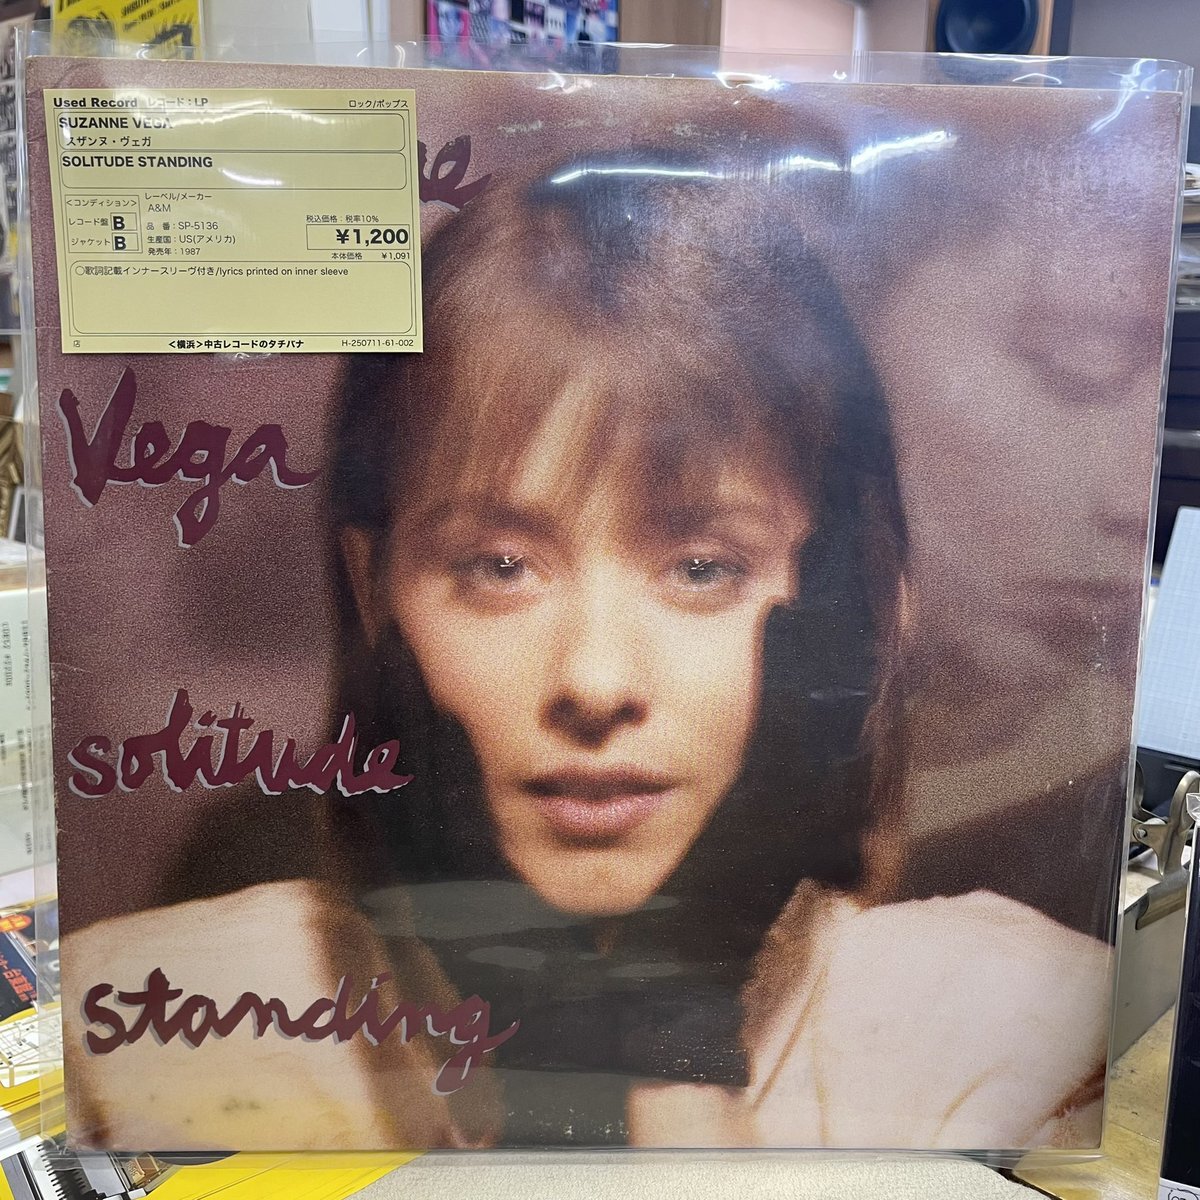 Used Record レコード：LP ロック/ポップス
SUZANNE VEGA
スザンヌ・ヴェガ
SOLITUDE STANDING
＜コンディション＞
レコード盤 B
ジャケット B
レーベル/メーカー
A&M
品　番：SP-5136
生産国：US(アメリカ)
発売年：1987
税込価格：税率10%
¥1,200
本体価格 ¥1,091
○歌詞記載インナースリーヴ付き/lyrics printed on inner sleeve
店 ＜横浜＞中古レコードのタチバナ H-250711-61-002
ne
Vega
solitude
standing